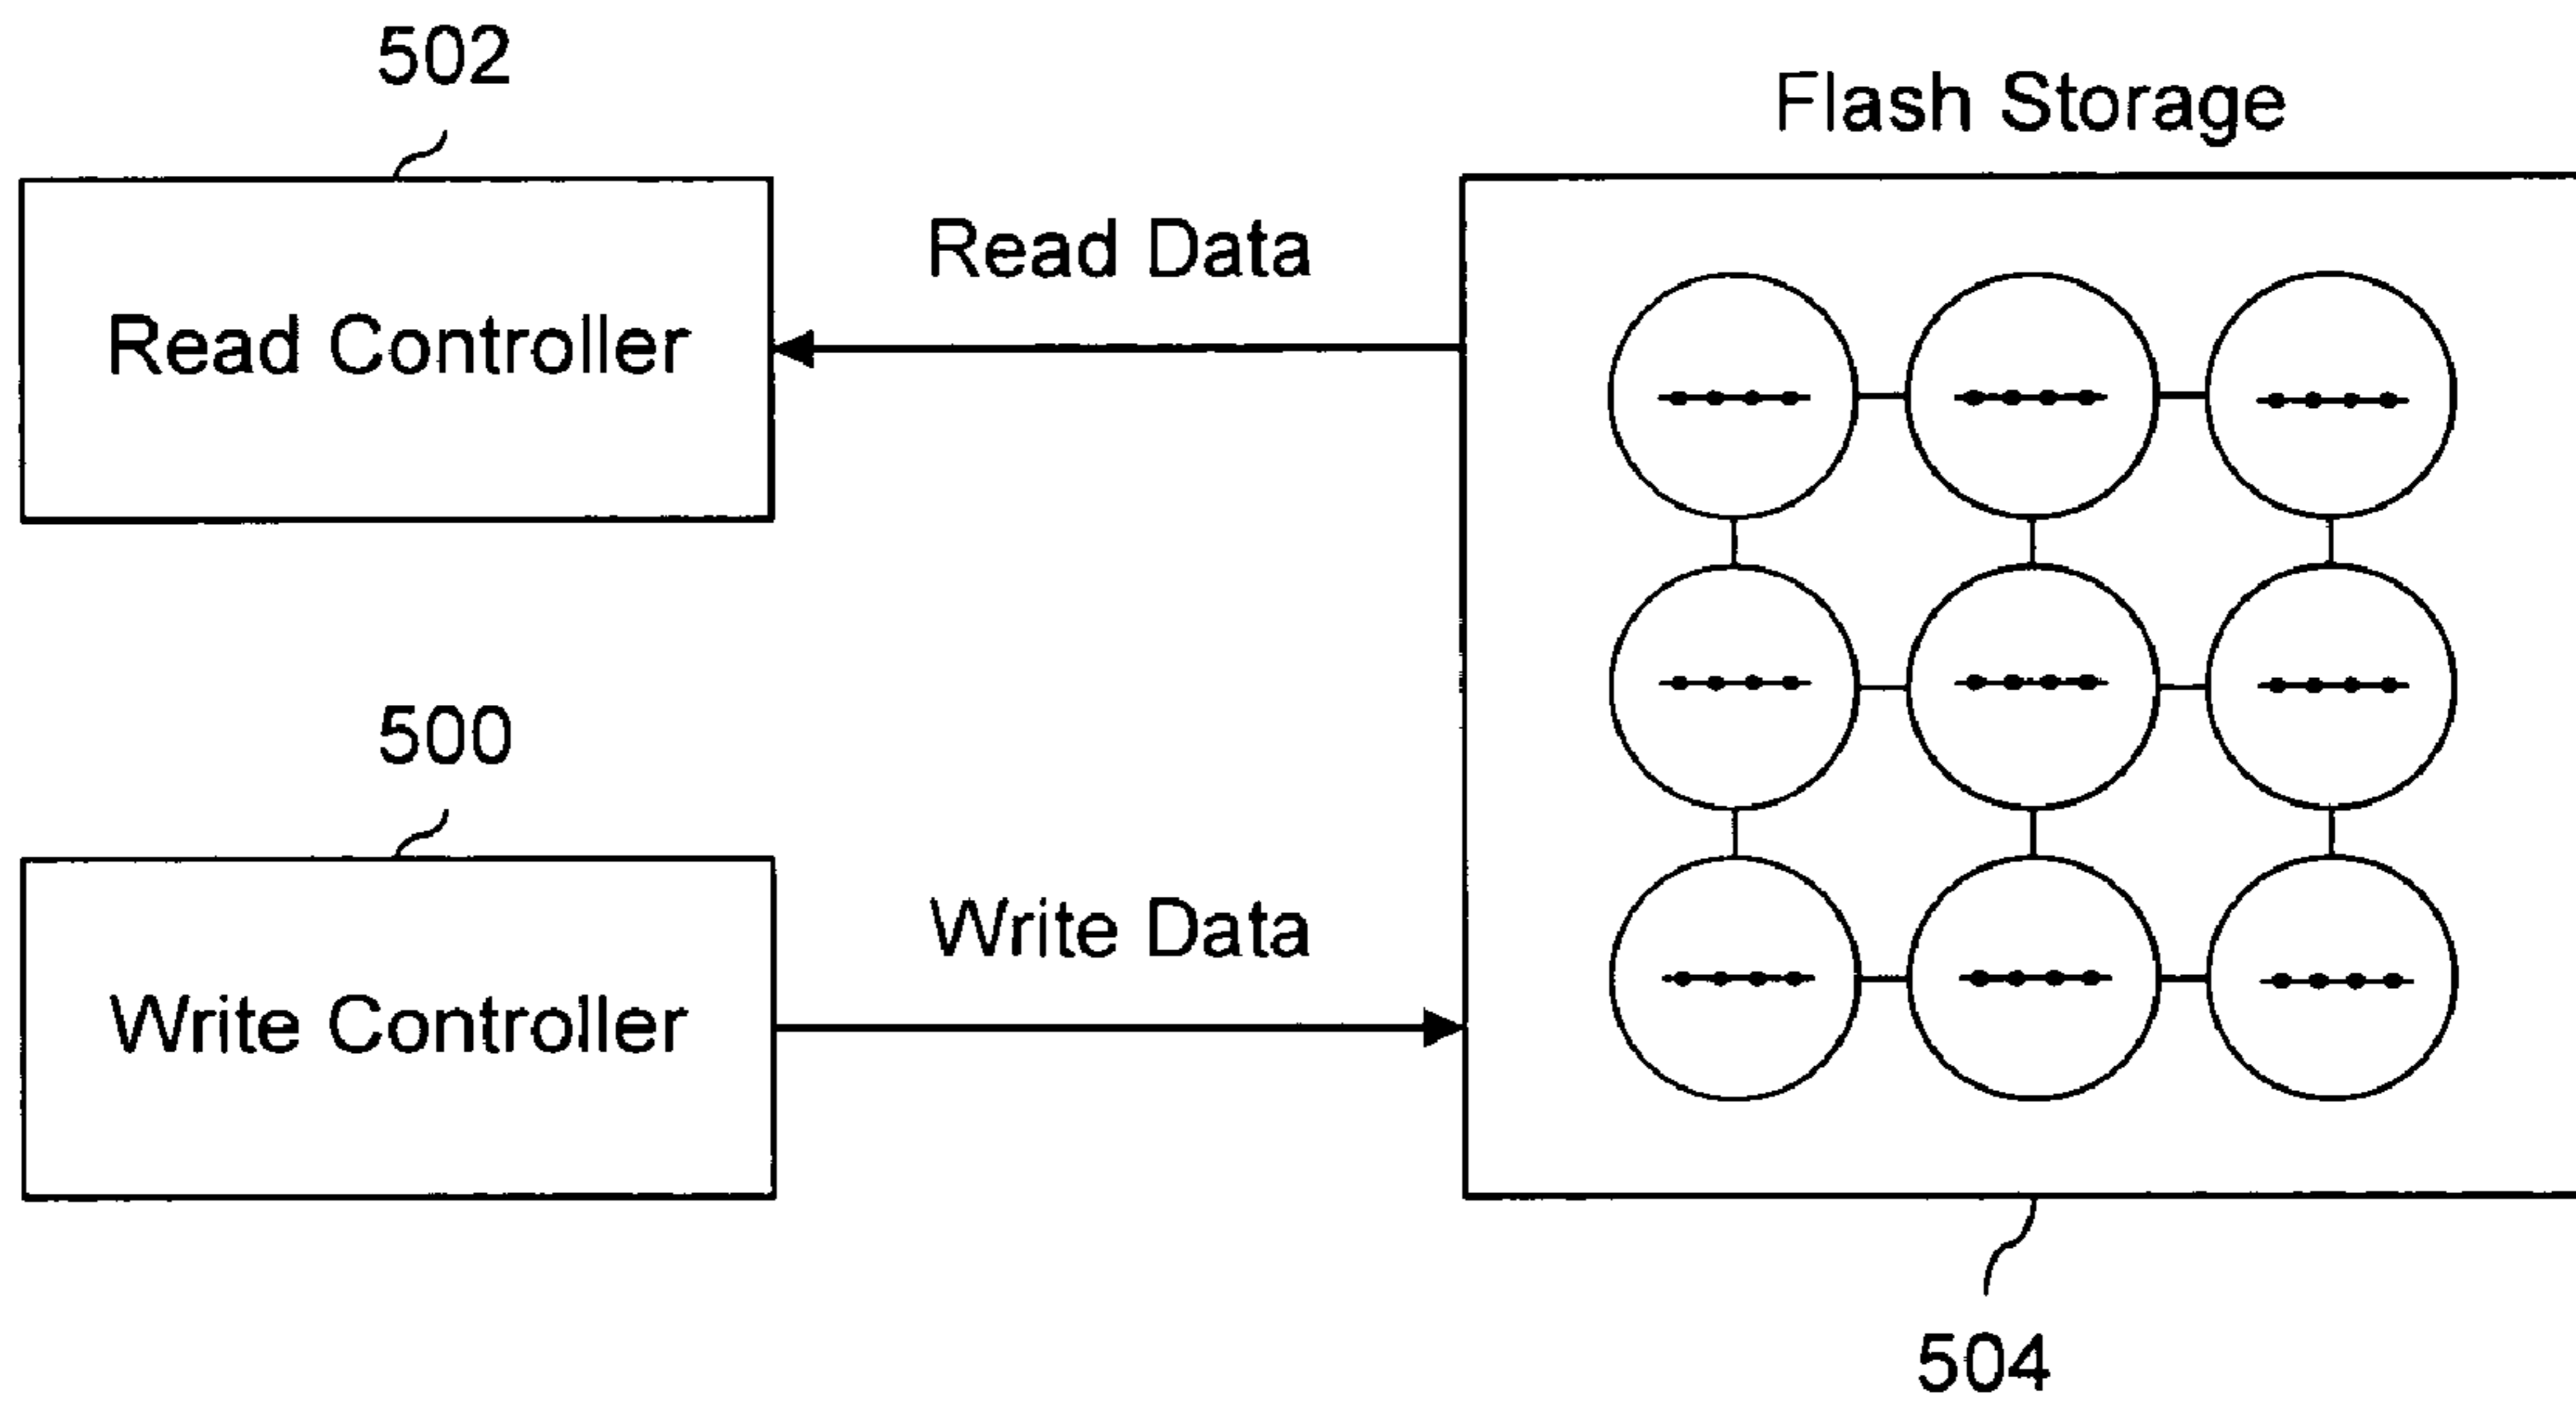 502
Flash Storage
Read Data
Read Controller
500
Write Data
Write Controller
504